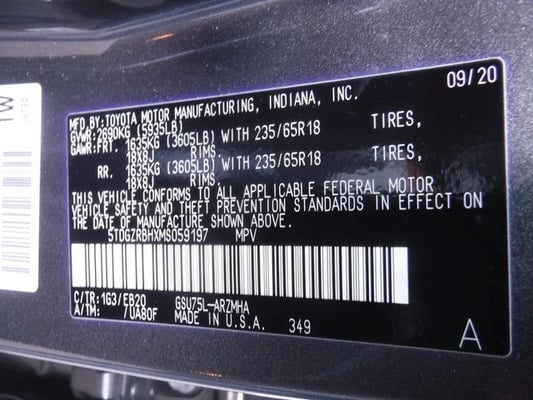 09/20
MFD.BY:TOYOTA MOTOR MANUFACTURING, INDIANA, INC.
GVWR:2690KG (5935LB)
GAWR:FRT. 1635KG (3605LB) WITH 235/65R18 TIRES,
18X8J RIMS.
RR. 1635KG (3605LB) WITH 235/65R18 TIRES,
18X8J RIMS.
THIS VEHICLE CONFORMS TO ALL APPLICABLE FEDERAL MOTOR
VEHICLE SAFETY AND THEFT PREVENTION STANDARDS IN EFFECT ON
THE DATE OF MANUFACTURE SHOWN ABOVE.
5TDGZRBHXMS059197 MPV
C/TR:1G3/EB20 GSU75L-ARZMHA
A/TM: /UA80F MADE IN U.S.A. 349
A